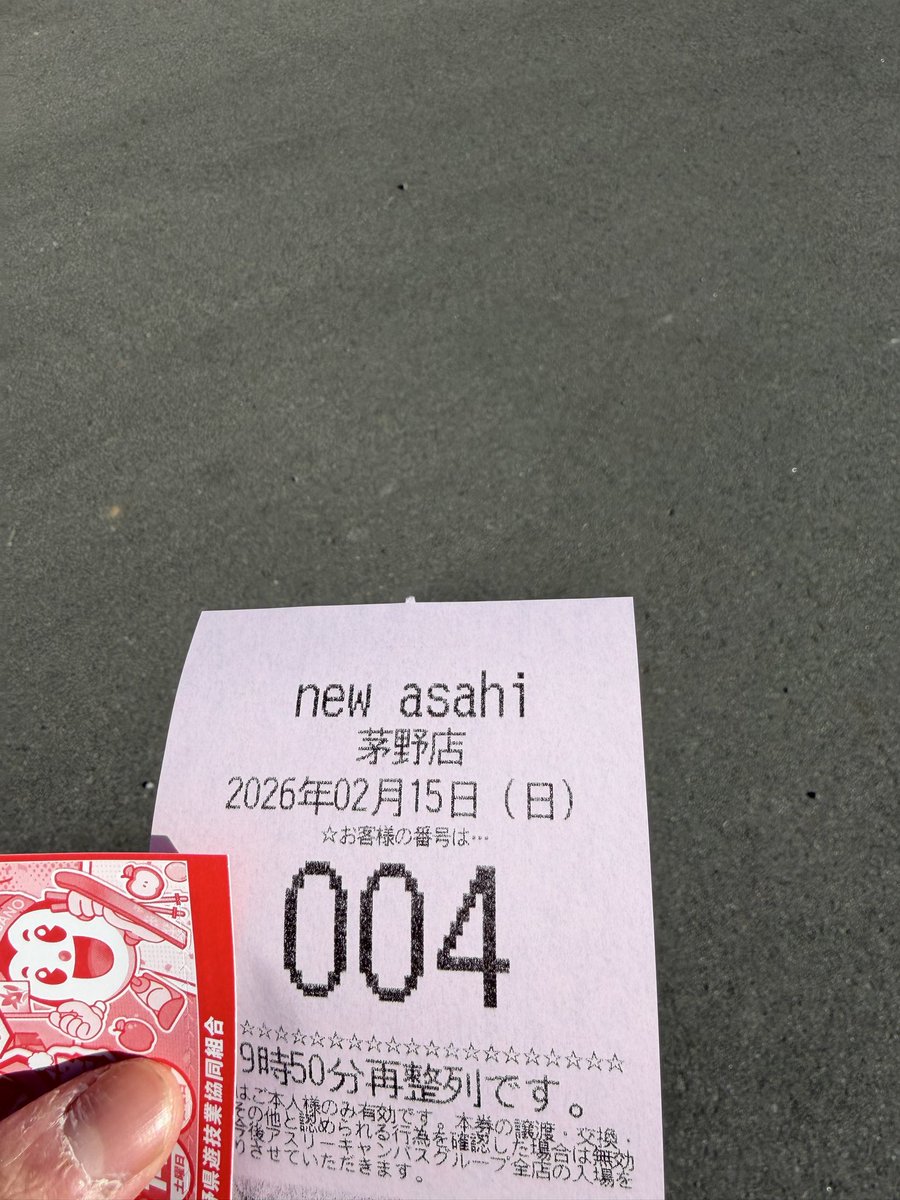 new asahi
茅野店
2026年02月15日（日）
☆お客様の番号は…
004
☆☆☆☆☆☆☆☆☆☆☆☆☆☆☆☆☆☆☆☆☆☆
9時50分再整列です。
はご本人様のみ有効です。本券の譲渡・交換・
その他と認められる行為を確認した場合は無効
今後アスリーキャンパスグループ全店の入場を
りさせていただきます。
ANO
県遊技業協同組合
土曜日